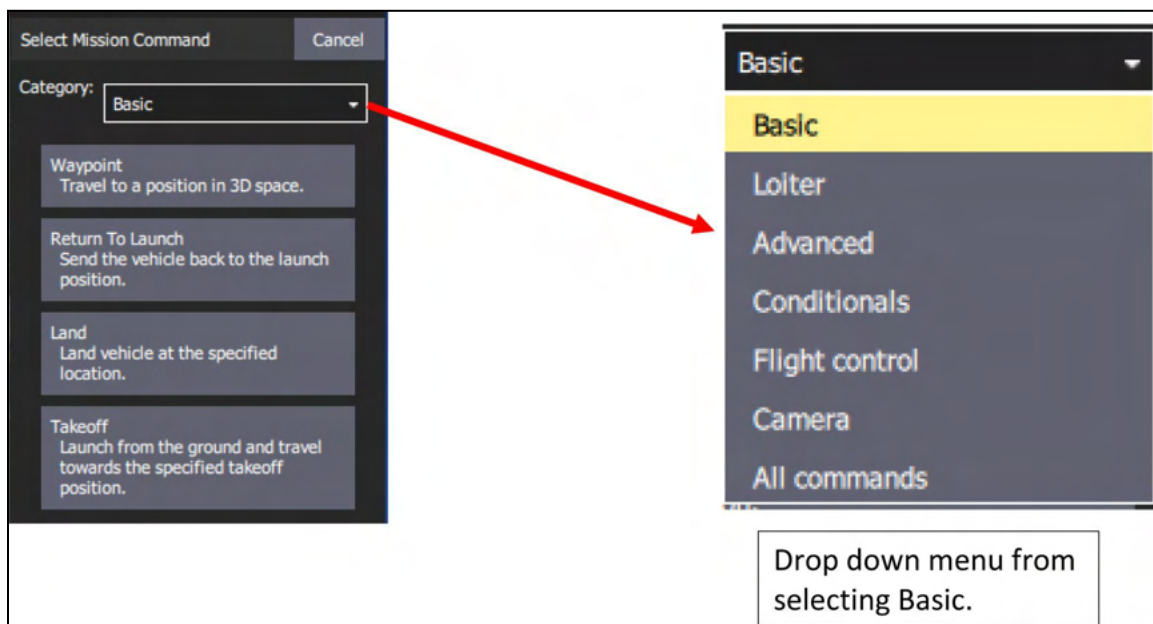 Select Mission Command
Cancel
Category:
Basic
Waypoint
Travel to a position in 3D space.
Return To Launch
Send the vehicle back to the launch
position.
Land
Land vehicle at the specified
location.
Takeoff
Launch from the ground and travel
towards the specified takeoff
position.
Basic
Basic
Loiter
Advanced
Conditionals
Flight control
Camera
All commands
Drop down menu from
selecting Basic.